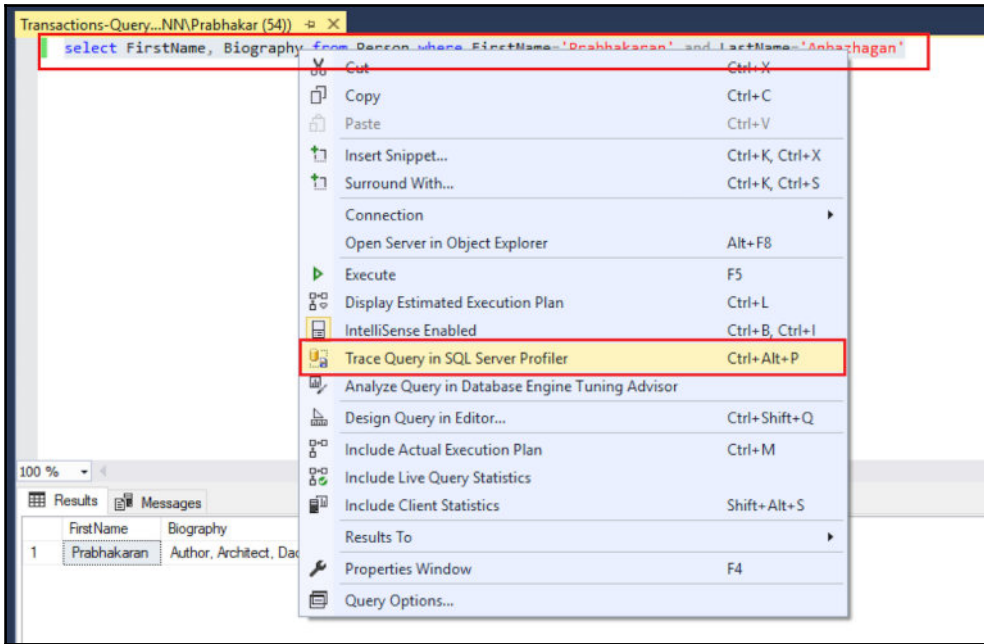 Transactions-Query...NN\Prabhakar (54))
select FirstName, Biography from Person where FirstName='Prabhakaran' and LastName='Anbazhagan'
Cut Ctrl+X
Copy Ctrl+C
Paste Ctrl+V
Insert Snippet... Ctrl+K, Ctrl+X
Surround With... Ctrl+K, Ctrl+S
Connection
Open Server in Object Explorer Alt+F8
Execute F5
Display Estimated Execution Plan Ctrl+L
IntelliSense Enabled Ctrl+B, Ctrl+I
Trace Query in SQL Server Profiler Ctrl+Alt+P
Analyze Query in Database Engine Tuning Advisor
Design Query in Editor... Ctrl+Shift+Q
Include Actual Execution Plan Ctrl+M
Include Live Query Statistics
Include Client Statistics Shift+Alt+S
Results To
Properties Window F4
Query Options...
100 %
Results Messages
FirstName Biography
1 Prabhakaran Author, Architect, Dad